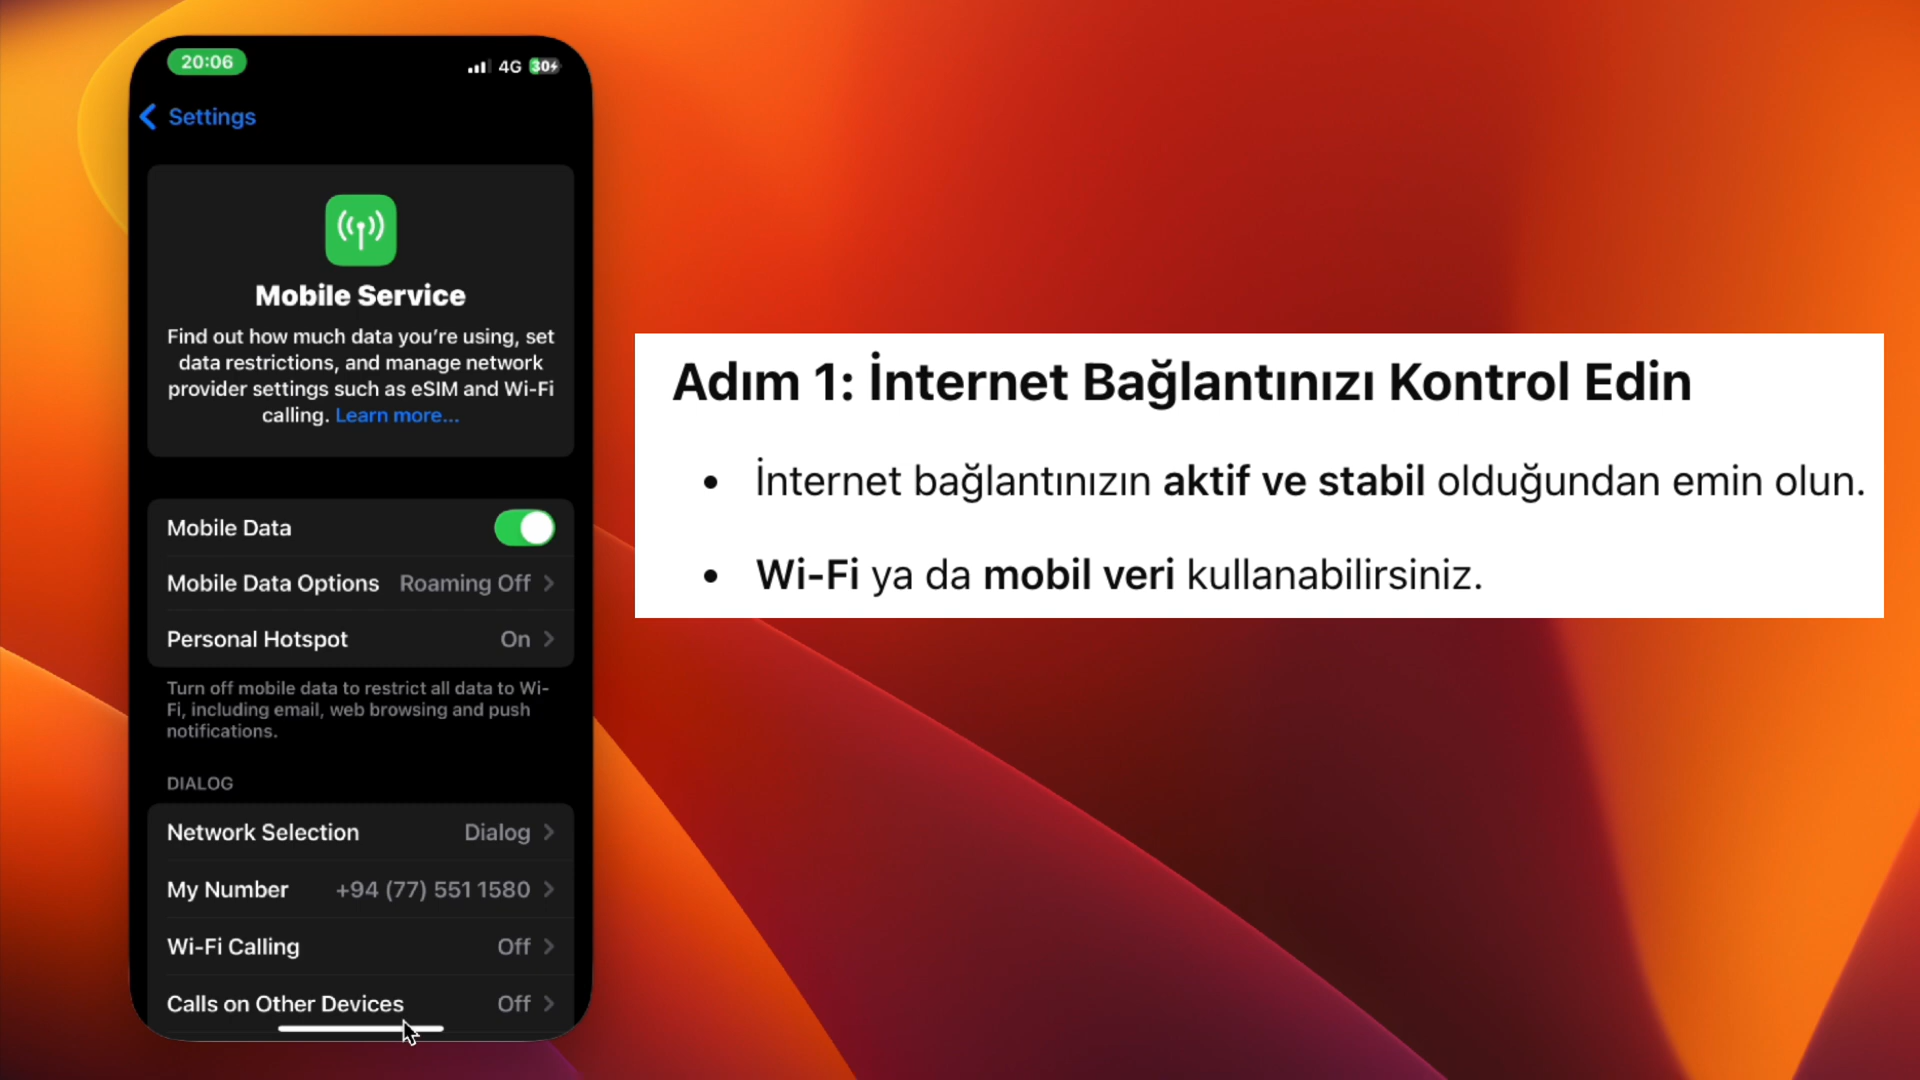 20:06
4G 30
Settings
Mobile Service
Find out how much data you're using, set
data restrictions, and manage network
provider settings such as eSIM and Wi-Fi
calling. Learn more...
Mobile Data
Mobile Data Options Roaming Off
Personal Hotspot On
Turn off mobile data to restrict all data to Wi-
Fi, including email, web browsing and push
notifications.
DIALOG
Network Selection Dialog
My Number +94 (77) 551 1580
Wi-Fi Calling Off
Calls on Other Devices Off
Adım 1: İnternet Bağlantınızı Kontrol Edin
• İnternet bağlantınızın aktif ve stabil olduğundan emin olun.
• Wi-Fi ya da mobil veri kullanabilirsiniz.